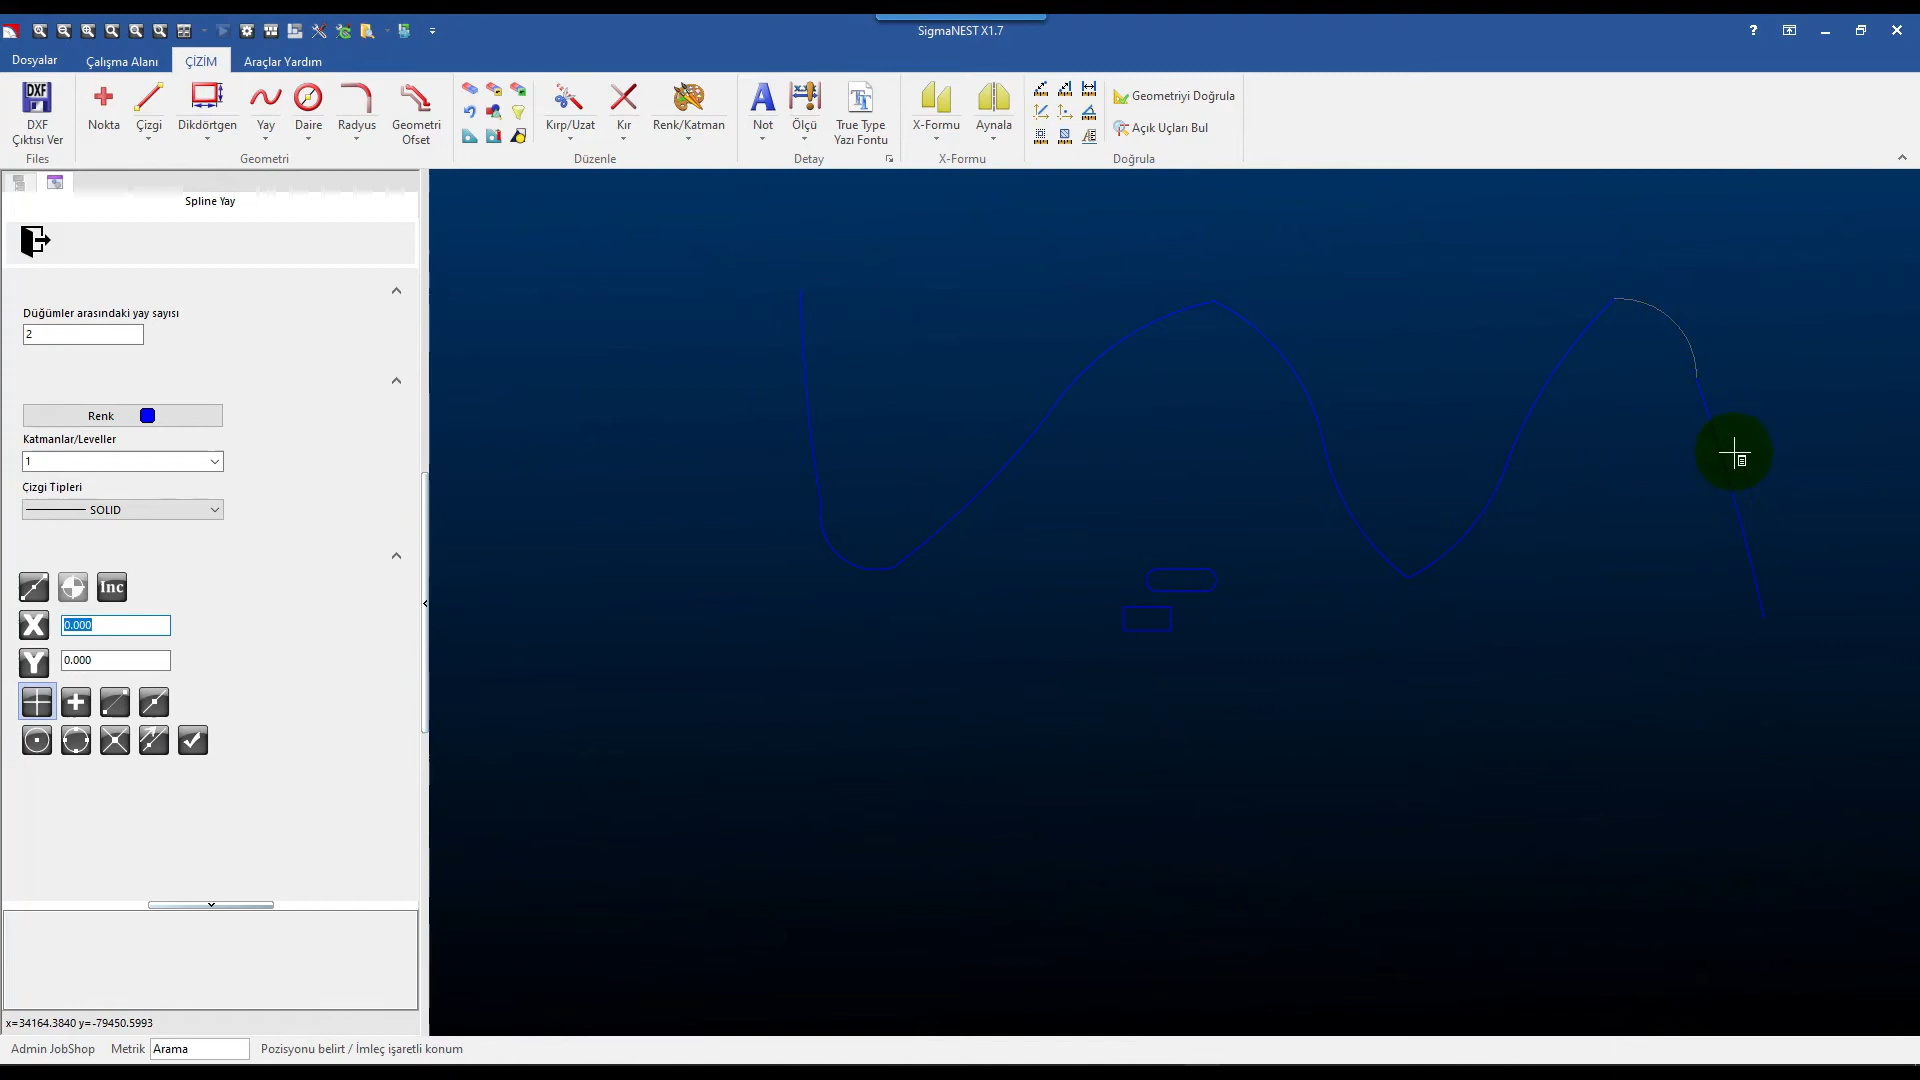 SigmaNEST X1.7
Dosyalar
Çalışma Alanı
ÇİZİM
Araçlar Yardım
DXF
DXF
Çıktısı Ver
Nokta
Çizgi
Dikdörtgen
Yay
Daire
Radyus
Geometri
Ofset
Kırp/Uzat
Kır
Renk/Katman
A
Not
Ölçü
True Type
Yazı Fontu
X-Formu
Aynala
Geometriyi Doğrula
Açık Uçları Bul
Files
Geometri
Düzenle
Detay
X-Formu
Doğrula
Spline Yay
Düğümler arasındaki yay sayısı
2
Renk
Katmanlar/Leveller
1
Çizgi Tipleri
SOLID
Inc
X
0.000
Y
0.000
x=34164.3840 y=-79450.5993
Admin JobShop
Metrik
Arama
Pozisyonu belirt / İmleç işaretli konum